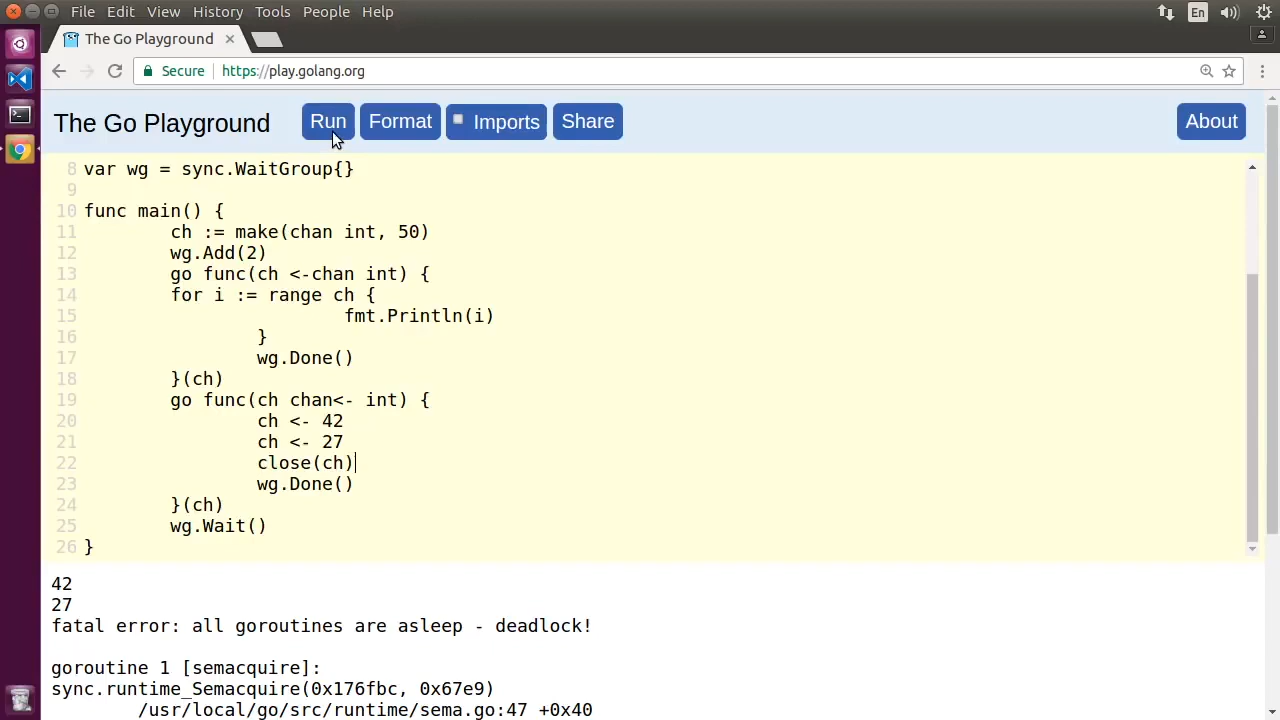 File Edit View History Tools People Help
En
The Go Playground
Secure https://play.golang.org
The Go Playground Run Format Imports Share About
8 var wg = sync.WaitGroup{}
9
10 func main() {
11 ch := make(chan int, 50)
12 wg.Add(2)
13 go func(ch <-chan int) {
14 for i := range ch {
15 fmt.Println(i)
16 }
17 wg.Done()
18 }(ch)
19 go func(ch chan<- int) {
20 ch <- 42
21 ch <- 27
22 close(ch)
23 wg.Done()
24 }(ch)
25 wg.Wait()
26 }
42
27
fatal error: all goroutines are asleep - deadlock!
goroutine 1 [semacquire]:
sync.runtime_Semacquire(0x176fbc, 0x67e9)
/usr/local/go/src/runtime/sema.go:47 +0x40